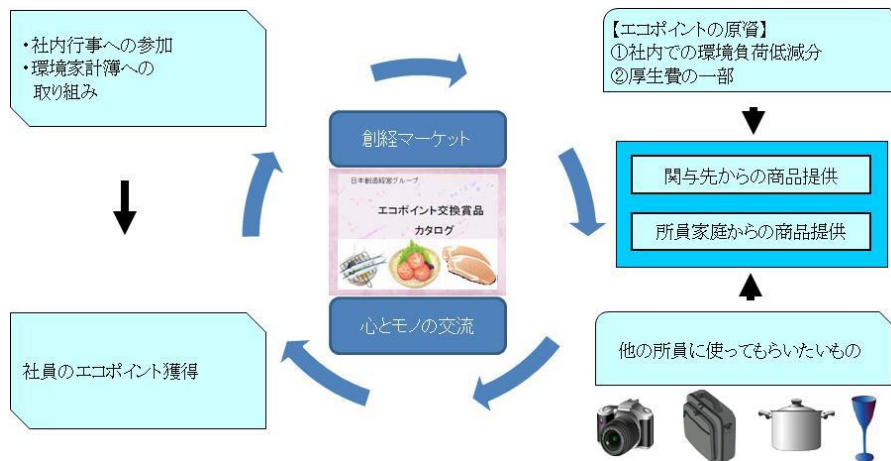 ・社内行事への参加
・環境家計簿への
取り組み
社員のエコポイント獲得
創経マーケット
日本創造経営グループ
エコポイント交換賞品
カタログ
心とモノの交流
【エコポイントの原資】
①社内での環境負荷低減分
②厚生費の一部
関与先からの商品提供
所員家庭からの商品提供
他の所員に使ってもらいたいもの